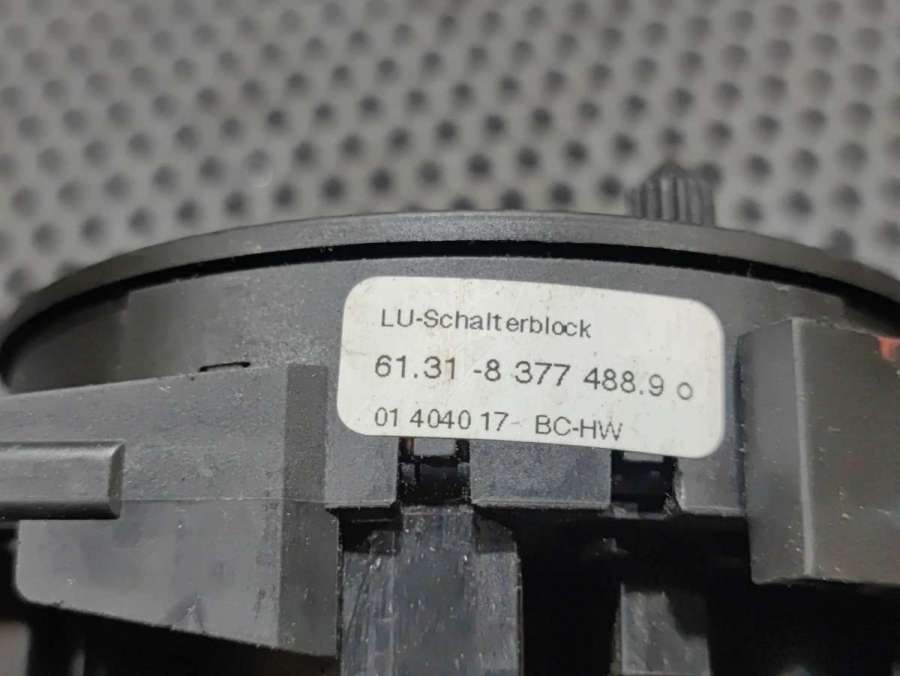 LU-Schalterblock
61.31 -8 377 488.9 o
01 4040 17- BC-HW